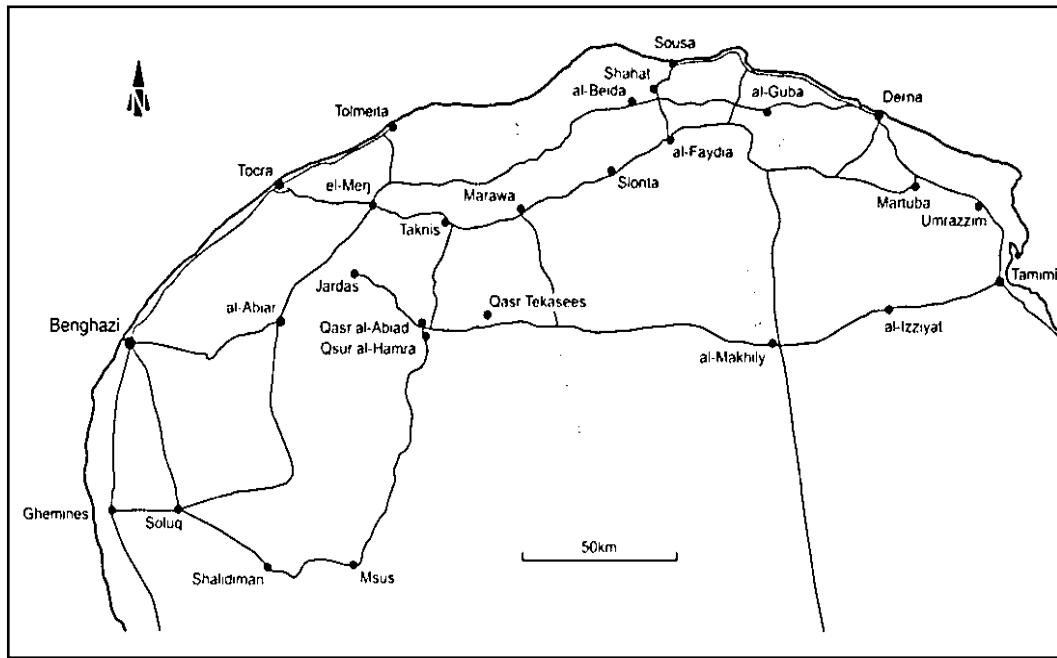 Sousa
Shahat
al-Beida
al-Guba
Derna
Tolmeita
al-Faydia
Tocra
el-Merj
Slonta
Marawa
Martuba
Taknis
Umrazzim
Jardas
Tamimi
al-Abiar
Qasr Tekasees
Benghazi
Qasr al-Abiad
al-Izziyat
Qsur al-Hamra
al-Makhily
Ghemines
Soluq
50km
Shalidiman
Msus
N